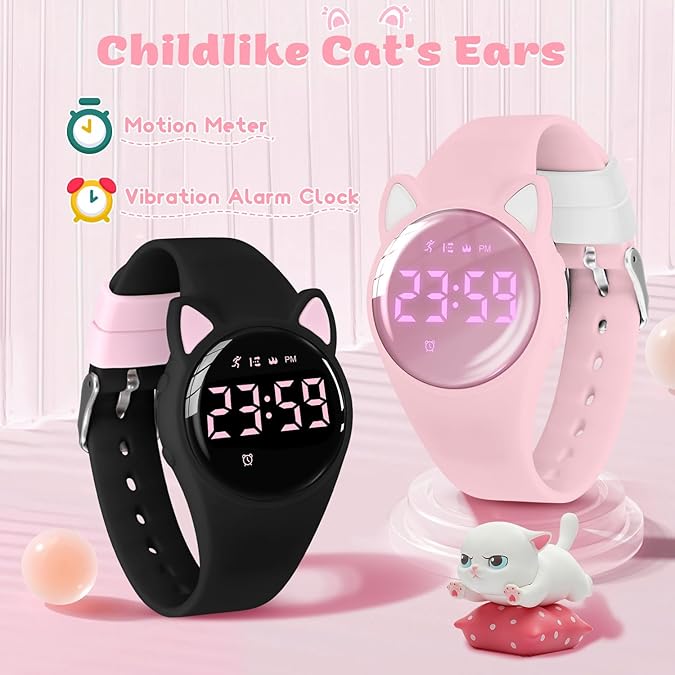 Childlike Cat's Ears
Motion Meter
Vibration Alarm Clock
PM
23:59
PM
23:59